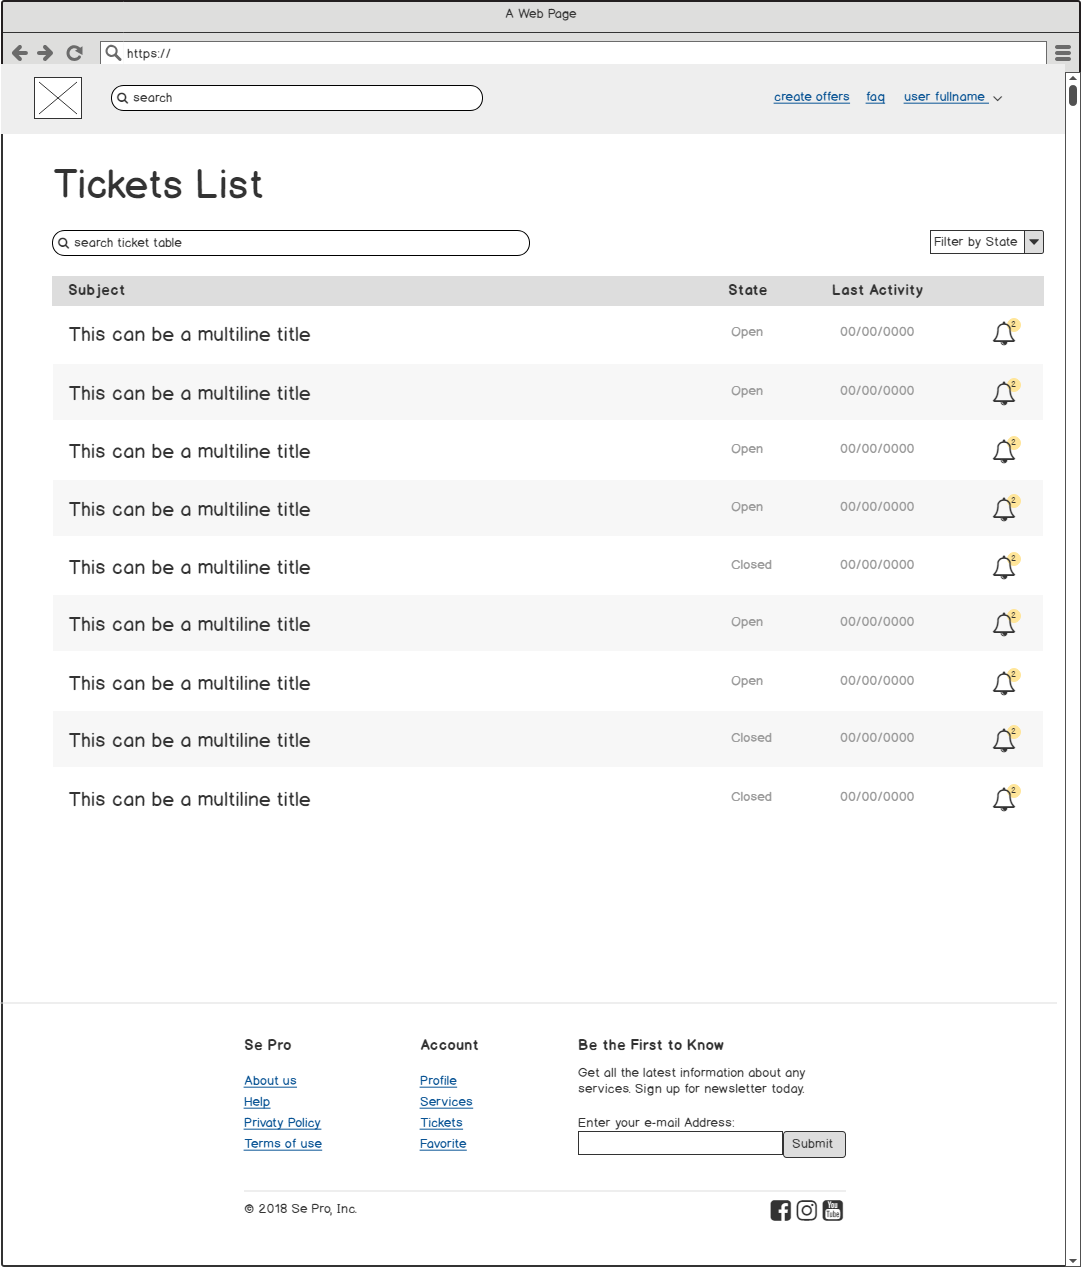 A Web Page
https://
search
create offers faq user fullname
Tickets List
search ticket table
Filter by State
Subject State Last Activity
This can be a multiline title Open 00/00/0000 2
This can be a multiline title Open 00/00/0000 2
This can be a multiline title Open 00/00/0000 2
This can be a multiline title Open 00/00/0000 2
This can be a multiline title Closed 00/00/0000 2
This can be a multiline title Open 00/00/0000 2
This can be a multiline title Open 00/00/0000 2
This can be a multiline title Closed 00/00/0000 2
This can be a multiline title Closed 00/00/0000 2
Se Pro
About us
Help
Privaty Policy
Terms of use
Account
Profile
Services
Tickets
Favorite
Be the First to Know
Get all the latest information about any
services. Sign up for newsletter today.
Enter your e-mail Address:
Submit
© 2018 Se Pro, Inc.
You
Tube